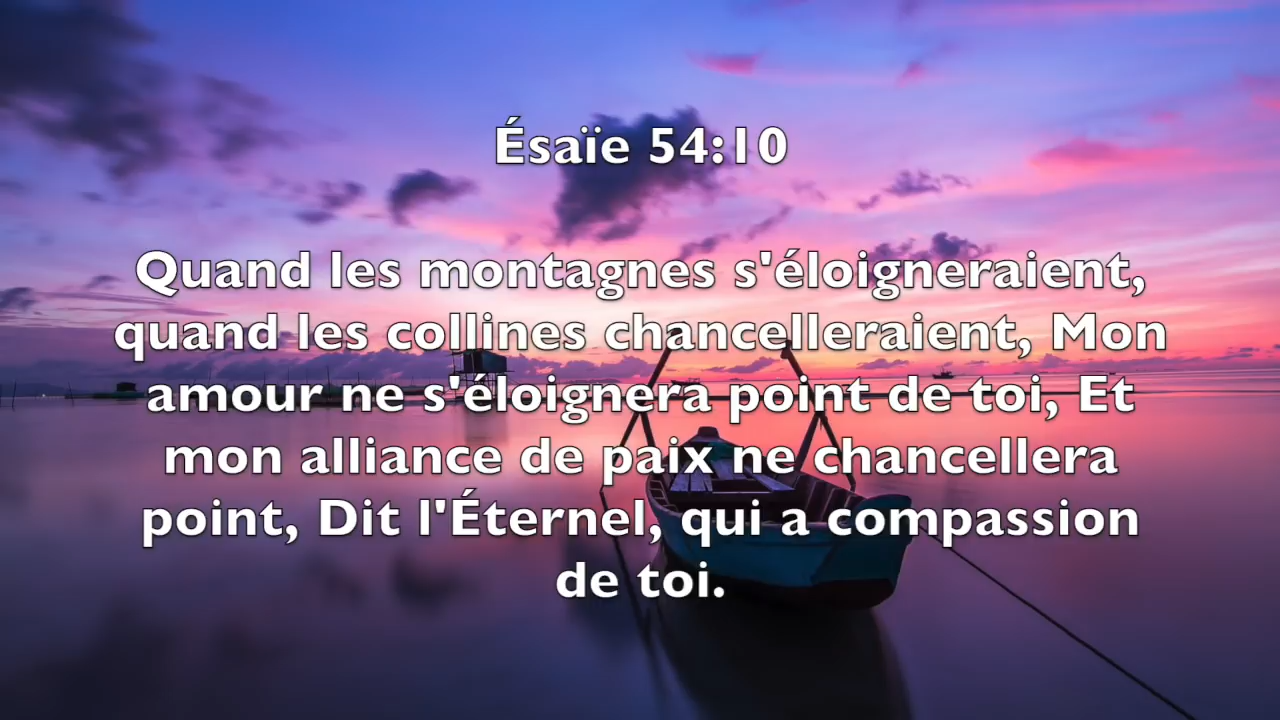 Ésaïe 54:10
Quand les montagnes s'éloigneraient,
quand les collines chancelleraient, Mon
amour ne s'éloignera point de toi, Et
mon alliance de paix ne chancellera
point, Dit l'Éternel, qui a compassion
de toi.